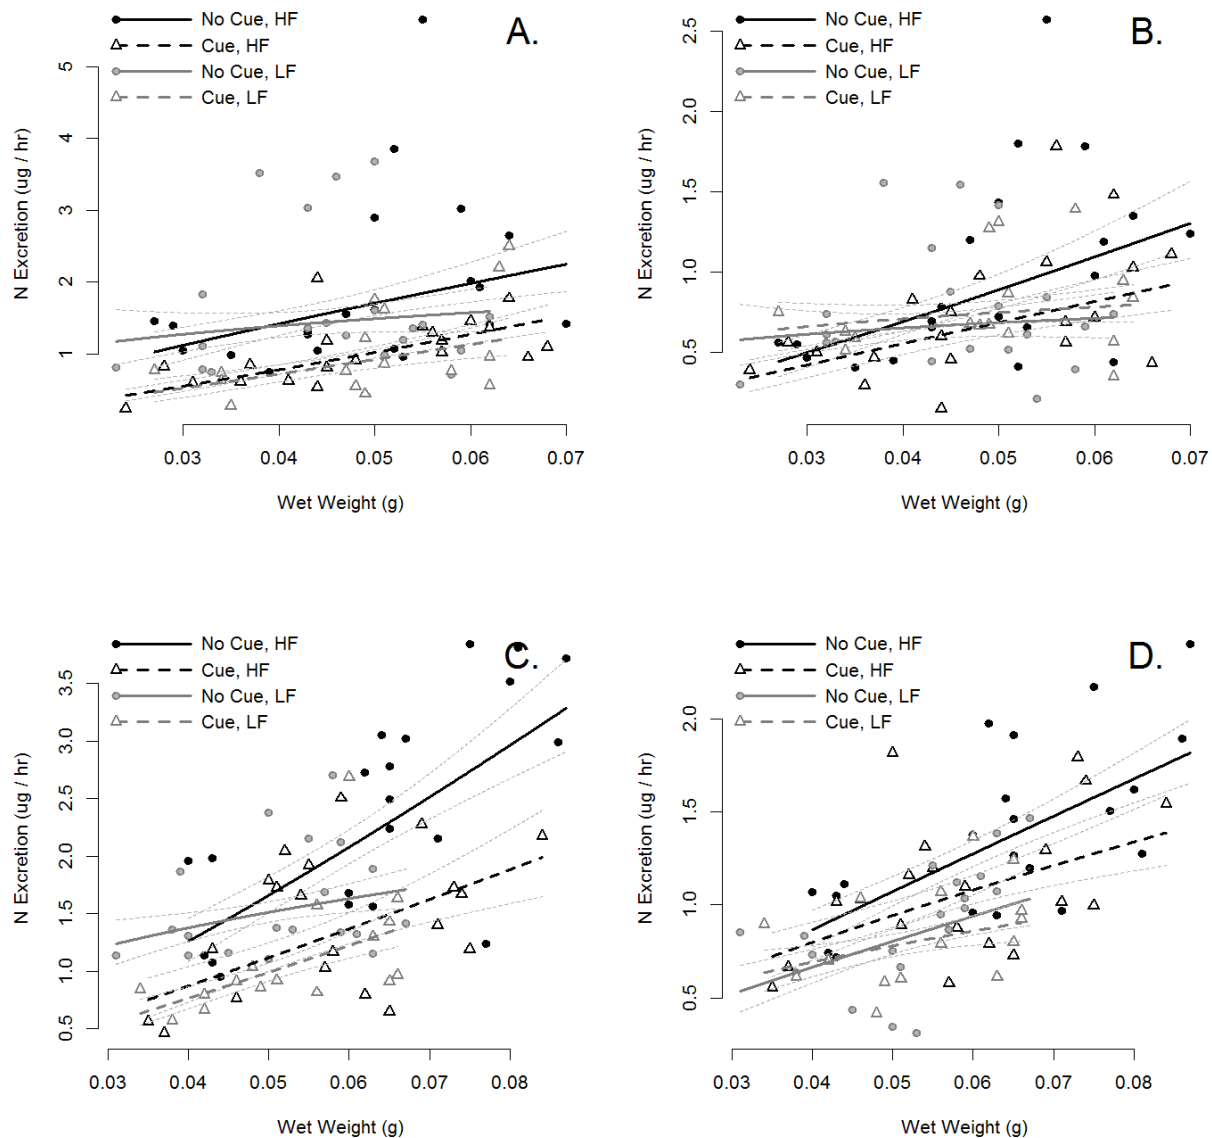 A.
No Cue, HF
Cue, HF
No Cue, LF
Cue, LF
N Excretion (ug / hr)
5
4
3
2
1
0.03 0.04 0.05 0.06 0.07
Wet Weight (g)
B.
No Cue, HF
Cue, HF
No Cue, LF
Cue, LF
N Excretion (ug / hr)
2.5
2.0
1.5
1.0
0.5
0.03 0.04 0.05 0.06 0.07
Wet Weight (g)
C.
No Cue, HF
Cue, HF
No Cue, LF
Cue, LF
N Excretion (ug / hr)
3.5
3.0
2.5
2.0
1.5
1.0
0.5
0.03 0.04 0.05 0.06 0.07 0.08
Wet Weight (g)
D.
No Cue, HF
Cue, HF
No Cue, LF
Cue, LF
N Excretion (ug / hr)
2.0
1.5
1.0
0.5
0.03 0.04 0.05 0.06 0.07 0.08
Wet Weight (g)